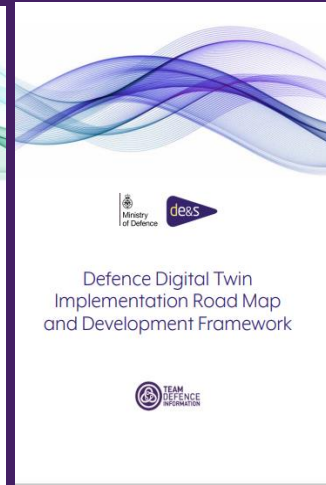 Ministry
of Defence
de&s
Defence Digital Twin
Implementation Road Map
and Development Framework
TEAM
DEFENCE
INFORMATION